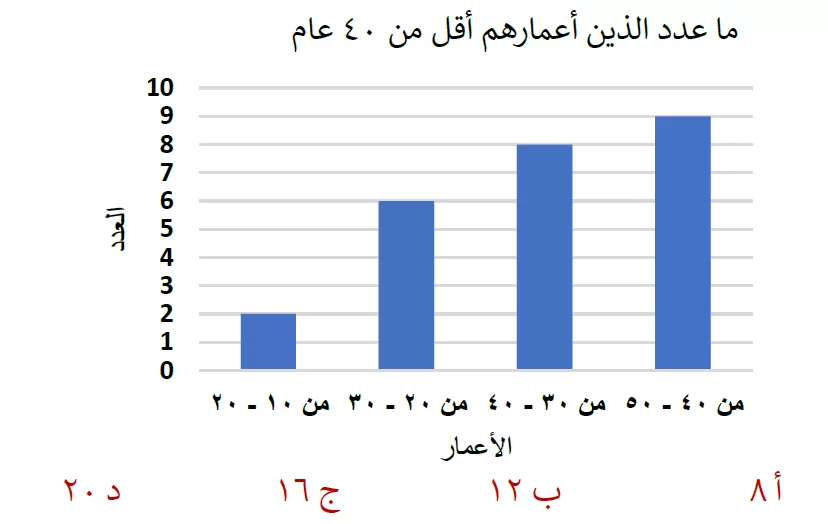 ما عدد الذين أعمارهم أقل من ٤٠ عام
10
9
8
7
6
5
4
3
2
1
0
العدد
من ١٠ - ٢٠ من ٢٠ - ٣٠ من ٣٠ - ٤٠ من ٤٠ - ٥٠
الأعمار
أ ٨ ب ١٢ ج ١٦ د ٢٠